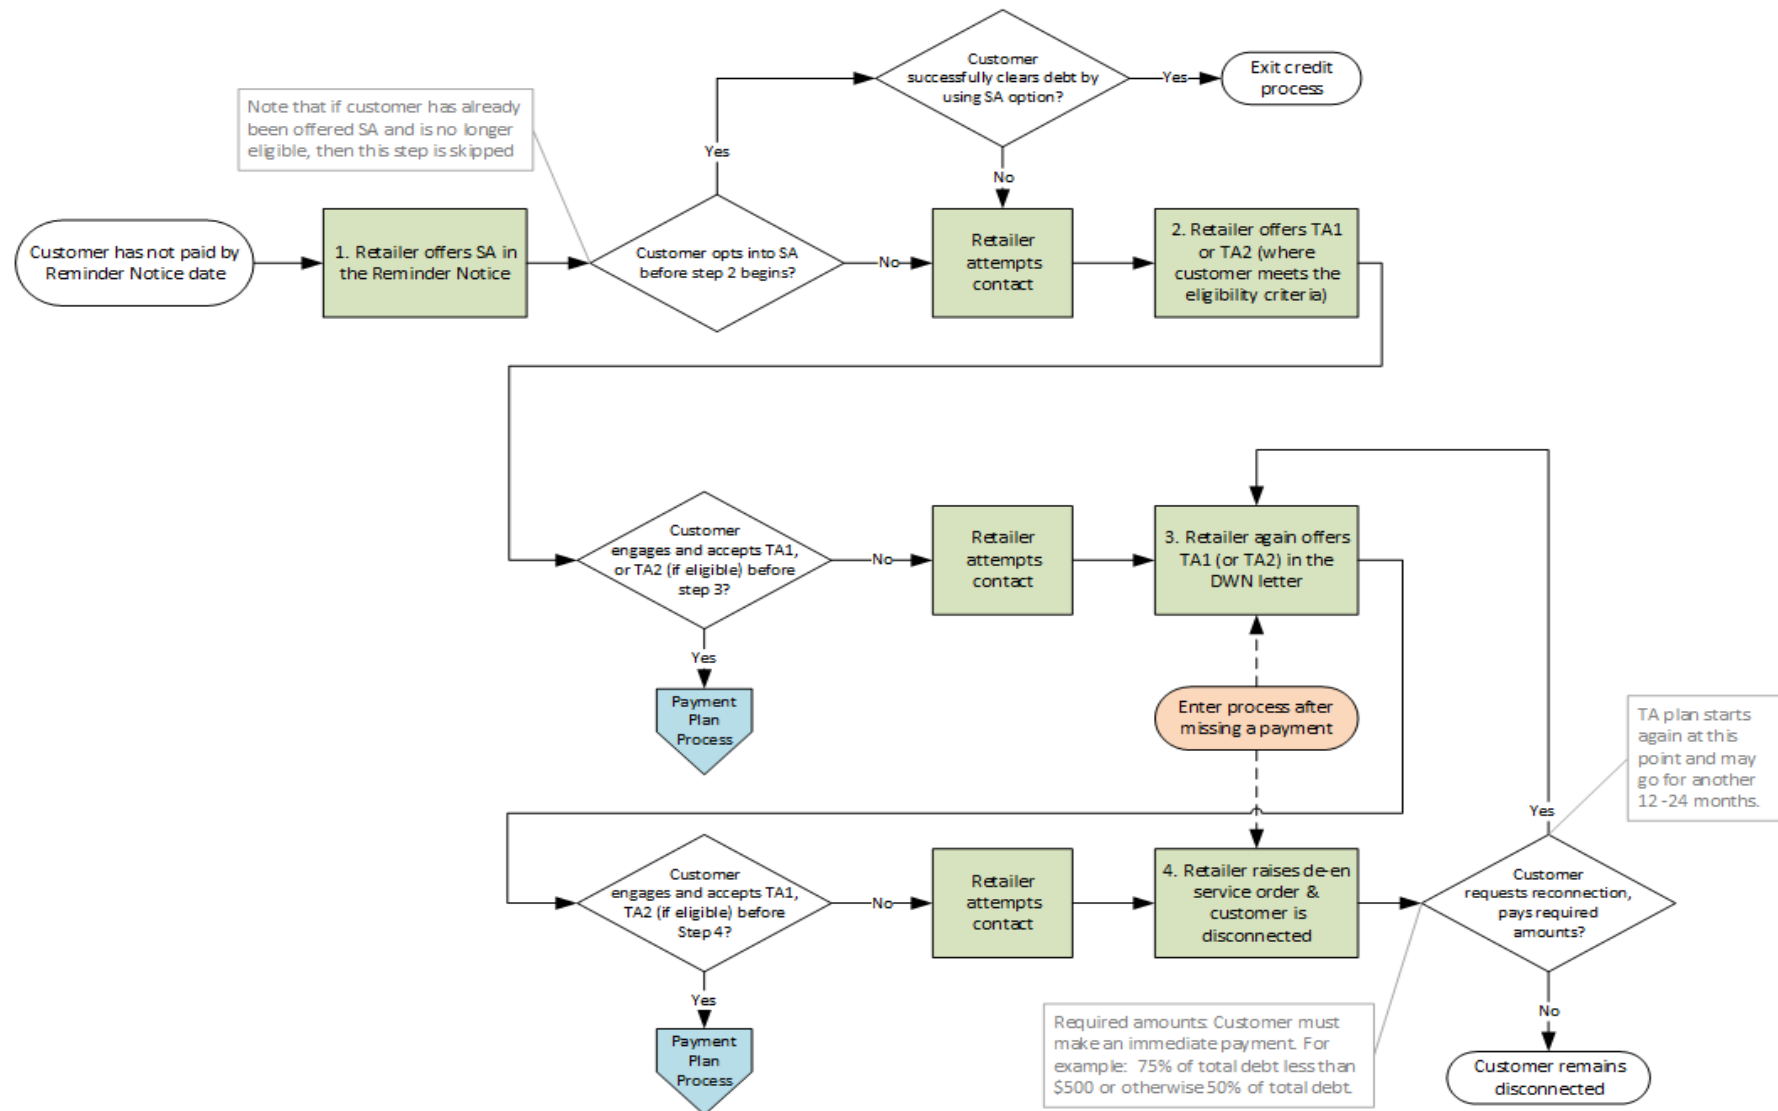 Customer
successfully clears debt by
using SA option?
Yes
Exit credit
process
Note that if customer has already
been offered SA and is no longer
eligible, then this step is skipped
Yes
No
Customer has not paid by
Reminder Notice date
1. Retailer offers SA in
the Reminder Notice
Customer opts into SA
before step 2 begins?
No
Retailer
attempts
contact
2. Retailer offers TA1
or TA2 (where
customer meets the
eligibility criteria)
Customer
engages and accepts TA1,
or TA2 (if eligible) before
step 3?
No
Retailer
attempts
contact
3. Retailer again offers
TA1 (or TA2) in the
DWN letter
Yes
Payment
Plan
Process
Enter process after
missing a payment
TA plan starts
again at this
point and may
go for another
12 -24 months.
Yes
Customer
engages and accepts TA1,
TA2 (if eligible) before
Step 4?
No
Retailer
attempts
contact
4. Retailer raises de-en
service order &
customer is
disconnected
Customer
requests reconnection,
pays required
amounts?
Yes
Payment
Plan
Process
Required amounts: Customer must
make an immediate payment. For
example:  75% of total debt less than
$500 or otherwise 50% of total debt.
No
Customer remains
disconnected